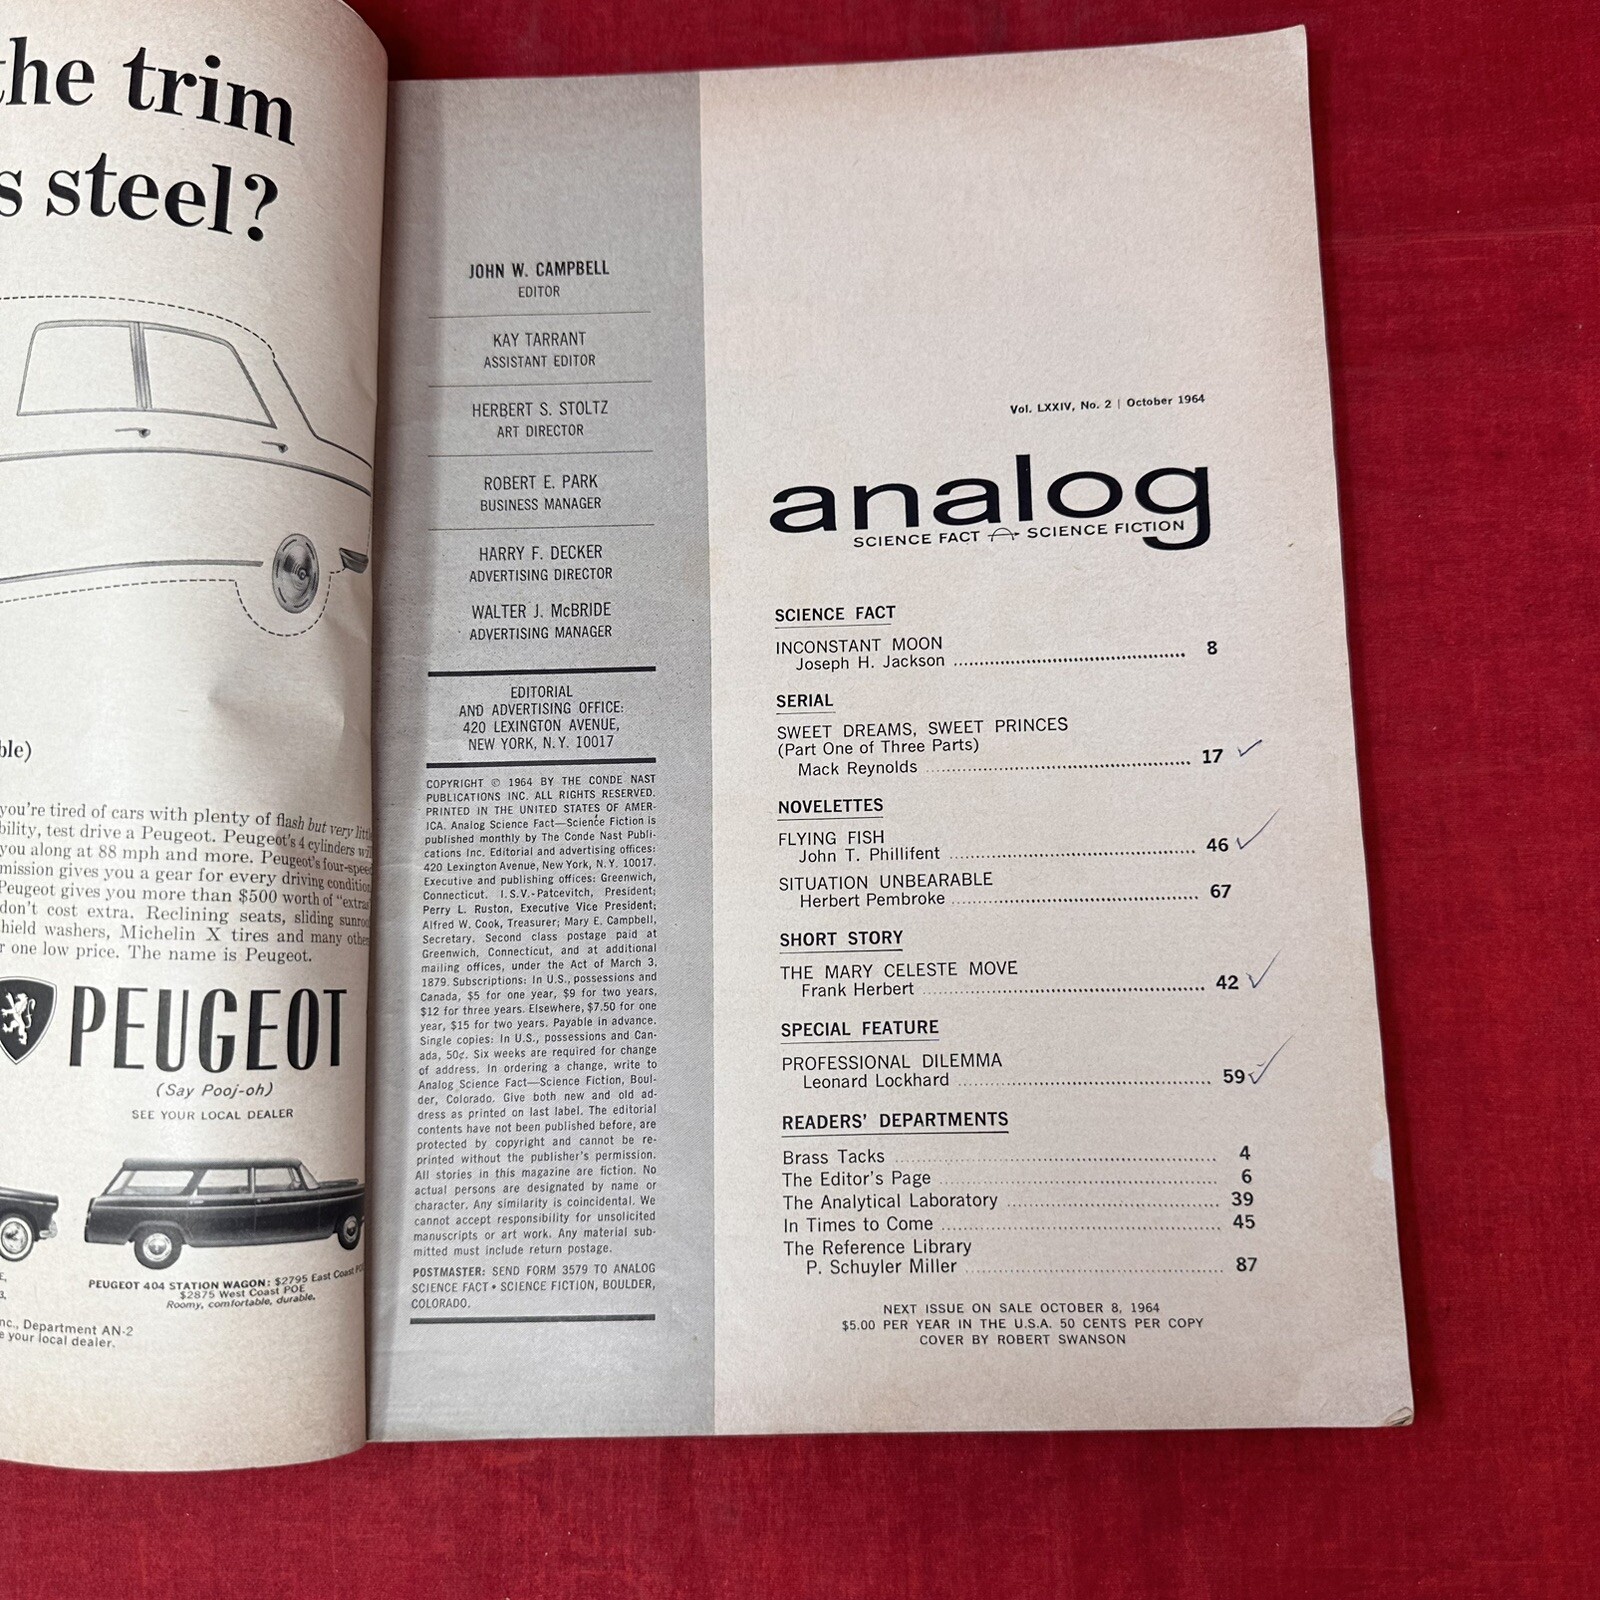 the trim
s steel?
ble)
you're tired of cars with plenty of flash but very
bility, test drive a Peugeot. Peugeot's 4 cylinders
you along at 88 mph and more. Peugeot's four-speed
mission gives you a gear for every driving condition
Peugeot gives you more than $500 worth of "extras
don't cost extra. Reclining seats, sliding
hield washers, Michelin X tires and many
r one low price. The name is Peugeot.
PEUGEOT
(Say Pooj-oh)
SEE YOUR LOCAL DEALER
PEUGEOT 404 STATION WAGON: $2795 East Coast
$2875 West Coast POE
Roomy, comfortable, durable.
nc., Department AN-2
e your local dealer.
JOHN W. CAMPBELL
EDITOR
KAY TARRANT
ASSISTANT EDITOR
HERBERT S. STOLTZ
ART DIRECTOR
ROBERT E. PARK
BUSINESS MANAGER
HARRY F. DECKER
ADVERTISING DIRECTOR
WALTER J. McBRIDE
ADVERTISING MANAGER
EDITORIAL
AND ADVERTISING OFFICE:
420 LEXINGTON AVENUE,
NEW YORK, N.Y. 10017
COPYRIGHT © 1964 BY THE CONDE NAST
PUBLICATIONS INC. ALL RIGHTS RESERVED.
PRINTED IN THE UNITED STATES OF AMER-
ICA. Analog Science Fact—Science Fiction is
published monthly by The Conde Nast Publi-
cations Inc. Editorial and advertising offices:
420 Lexington Avenue, New York, N.Y. 10017.
Executive and publishing offices: Greenwich,
Connecticut. I.S.V.-Patcevitch, President;
Perry L. Ruston, Executive Vice President;
Alfred W. Cook, Treasurer; Mary E. Campbell,
Secretary. Second class postage paid at
Greenwich, Connecticut, and at additional
mailing offices, under the Act of March 3,
1879. Subscriptions: In U.S., possessions and
Canada, $5 for one year, $9 for two years,
$12 for three years. Elsewhere, $7.50 for one
year, $15 for two years. Payable in advance.
Single copies: In U.S., possessions and Can-
ada, 50¢. Six weeks are required for change
of address. In ordering a change, write to
Analog Science Fact—Science Fiction, Boul-
der, Colorado. Give both new and old ad-
dress as printed on last label. The editorial
contents have not been published before, are
protected by copyright and cannot be re-
printed without the publisher's permission.
All stories in this magazine are fiction. No
actual persons are designated by name or
character. Any similarity is coincidental. We
cannot accept responsibility for unsolicited
manuscripts or art work. Any material sub-
mitted must include return postage.
POSTMASTER: SEND FORM 3579 TO ANALOG
SCIENCE FACT • SCIENCE FICTION, BOULDER,
COLORADO.
Vol. LXXIV, No. 2 | October 1964
analog
SCIENCE FACT SCIENCE FICTION
SCIENCE FACT
INCONSTANT MOON
Joseph H. Jackson 8
SERIAL
SWEET DREAMS, SWEET PRINCES
(Part One of Three Parts)
Mack Reynolds 17 ✓
NOVELETTES
FLYING FISH
John T. Phillifent 46 ✓
SITUATION UNBEARABLE
Herbert Pembroke 67
SHORT STORY
THE MARY CELESTE MOVE
Frank Herbert 42 ✓
SPECIAL FEATURE
PROFESSIONAL DILEMMA
Leonard Lockhard 59 ✓
READERS' DEPARTMENTS
Brass Tacks 4
The Editor's Page 6
The Analytical Laboratory 39
In Times to Come 45
The Reference Library
P. Schuyler Miller 87
NEXT ISSUE ON SALE OCTOBER 8, 1964
$5.00 PER YEAR IN THE U.S.A. 50 CENTS PER COPY
COVER BY ROBERT SWANSON